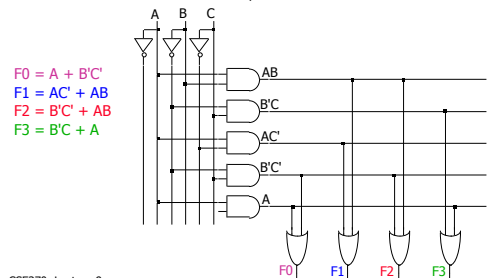 A B C
F0 = A + B'C'
F1 = AC' + AB
F2 = B'C' + AB
F3 = B'C + A
AB
B'C
AC'
B'C'
A
F0 F1 F2 F3